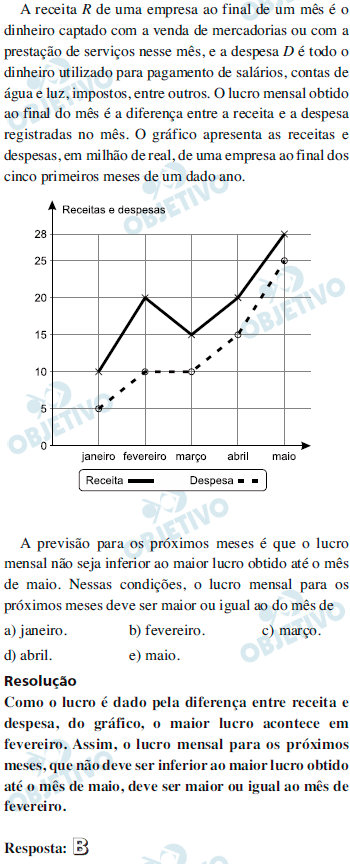 A receita R de uma empresa ao final de um mês é o
dinheiro captado com a venda de mercadorias ou com a
prestação de serviços nesse mês, e a despesa D é todo o
dinheiro utilizado para pagamento de salários, contas de
água e luz, impostos, entre outros. O lucro mensal obtido
ao final do mês é a diferença entre a receita e a despesa
registradas no mês. O gráfico apresenta as receitas e
despesas, em milhão de real, de uma empresa ao final dos
cinco primeiros meses de um dado ano.
Receitas e despesas
28
25
20
15
10
5
0
janeiro fevereiro março abril maio
Receita Despesa
A previsão para os próximos meses é que o lucro
mensal não seja inferior ao maior lucro obtido até o mês
de maio. Nessas condições, o lucro mensal para os
próximos meses deve ser maior ou igual ao do mês de
a) janeiro. b) fevereiro. c) março.
d) abril. e) maio.
Resolução
Como o lucro é dado pela diferença entre receita e
despesa, do gráfico, o maior lucro acontece em
fevereiro. Assim, o lucro mensal para os próximos
meses, que não deve ser inferior ao maior lucro obtido
até o mês de maio, deve ser maior ou igual ao mês de
fevereiro.
Resposta: B
OBJETIVO
OBJETIVO
OBJETIVO
OBJETIVO
OBJETIVO
OBJETIVO
OBJETIVO